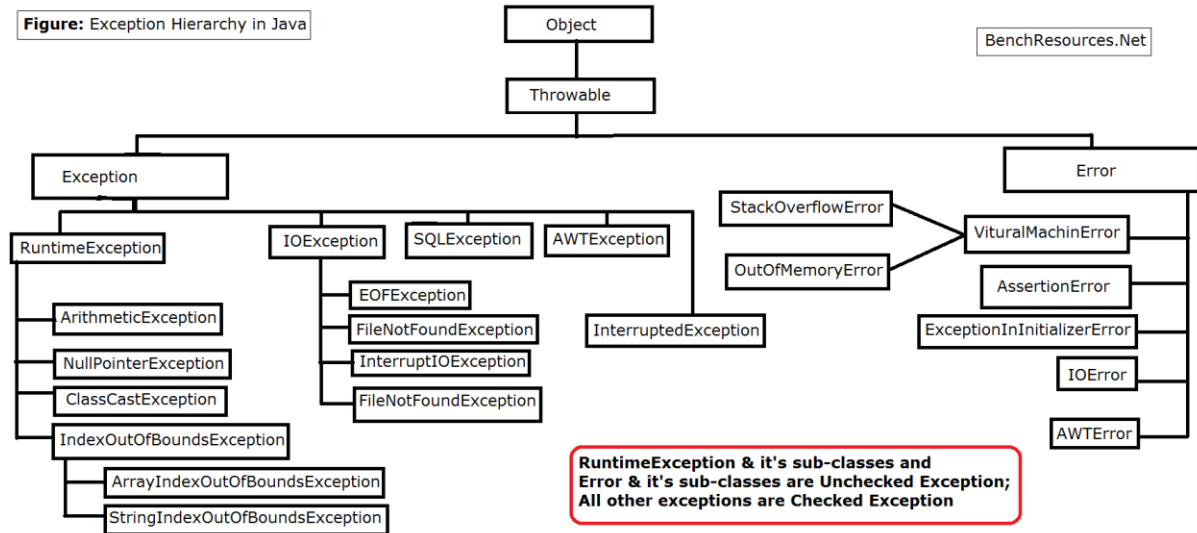 Figure: Exception Hierarchy in Java
Object
BenchResources.Net
Throwable
Exception
Error
RuntimeException
IOException
SQLException
AWTException
StackOverflowError
VituralMachinError
OutOfMemoryError
AssertionError
EOFException
ArithmeticException
FileNotFoundException
InterruptedException
ExceptionInInitializerError
NullPointerException
InterruptIOException
IOError
ClassCastException
FileNotFoundException
IndexOutOfBoundsException
AWTError
ArrayIndexOutOfBoundsException
StringIndexOutOfBoundsException
RuntimeException & it's sub-classes and
Error & it's sub-classes are Unchecked Exception;
All other exceptions are Checked Exception